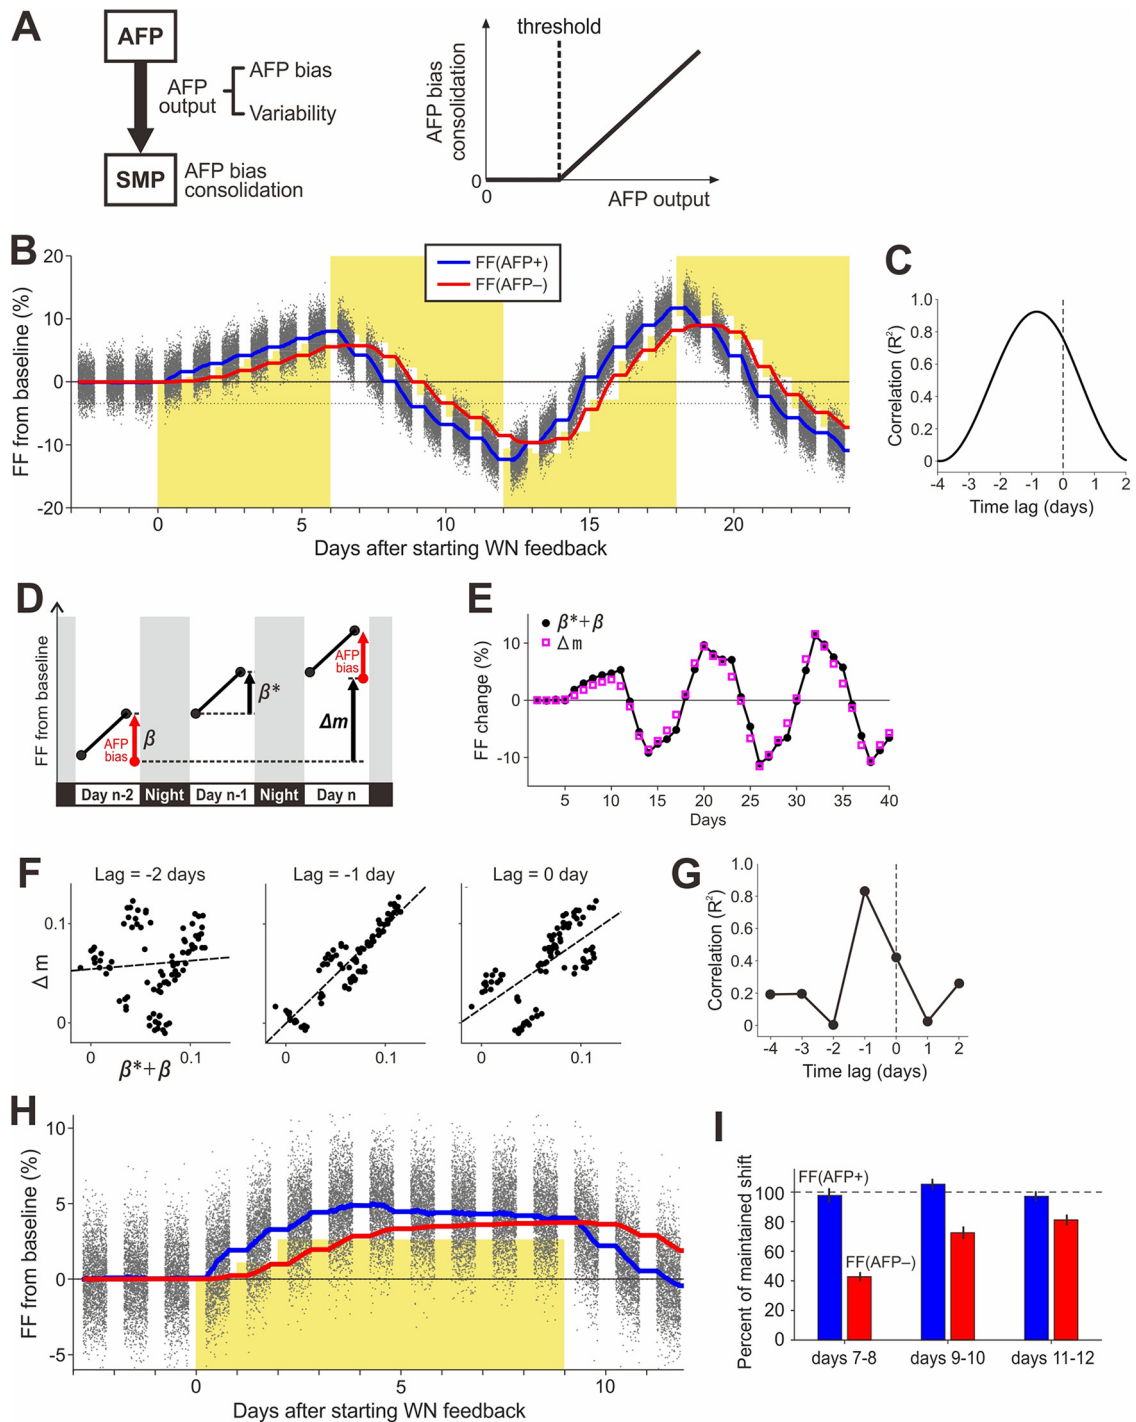 A
AFP
AFP output
AFP bias
Variability
SMP
AFP bias consolidation
threshold
AFP bias consolidation
0
0
AFP output
B
FF(AFP+)
FF(AFP–)
20
10
0
-10
-20
FF from baseline (%)
0 5 10 15 20
Days after starting WN feedback
C
1.0
0.8
0.6
0.4
0.2
0
Correlation (R²)
-4 -3 -2 -1 0 1 2
Time lag (days)
D
FF from baseline
AFP bias
β
β*
Δm
AFP bias
Day n-2 Night Day n-1 Night Day n
E
β*+β
Δm
10
0
-10
FF change (%)
5 10 15 20 25 30 35 40
Days
F
Lag = -2 days
Lag = -1 day
Lag = 0 day
0.1
0
Δm
0 0.1
0 0.1
0 0.1
β*+β
G
1.0
0.8
0.6
0.4
0.2
0
Correlation (R²)
-4 -3 -2 -1 0 1 2
Time lag (days)
H
10
5
0
-5
FF from baseline (%)
0 5 10
Days after starting WN feedback
I
FF(AFP+)
FF(AFP–)
100
80
60
40
20
0
Percent of maintained shift
days 7-8 days 9-10 days 11-12